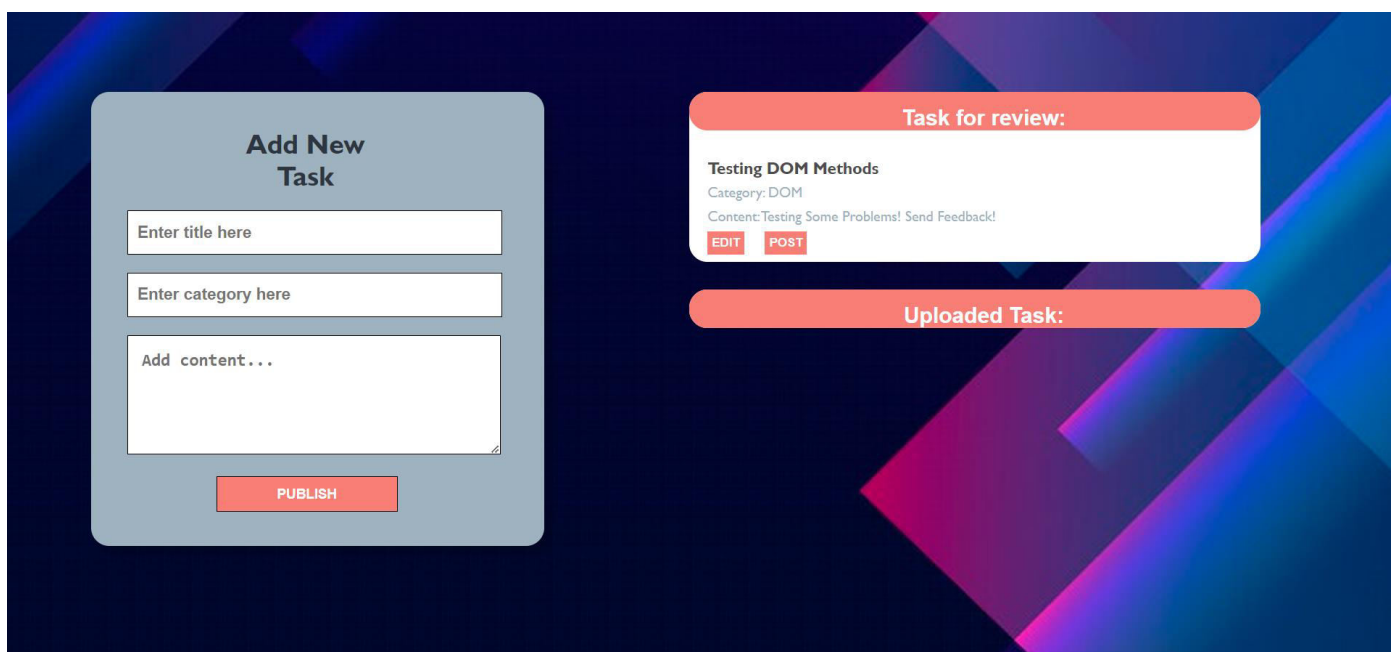 Add New
Task
Enter title here
Enter category here
Add content...
PUBLISH
Task for review:
Testing DOM Methods
Category: DOM
Content:Testing Some Problems! Send Feedback!
EDIT POST
Uploaded Task: